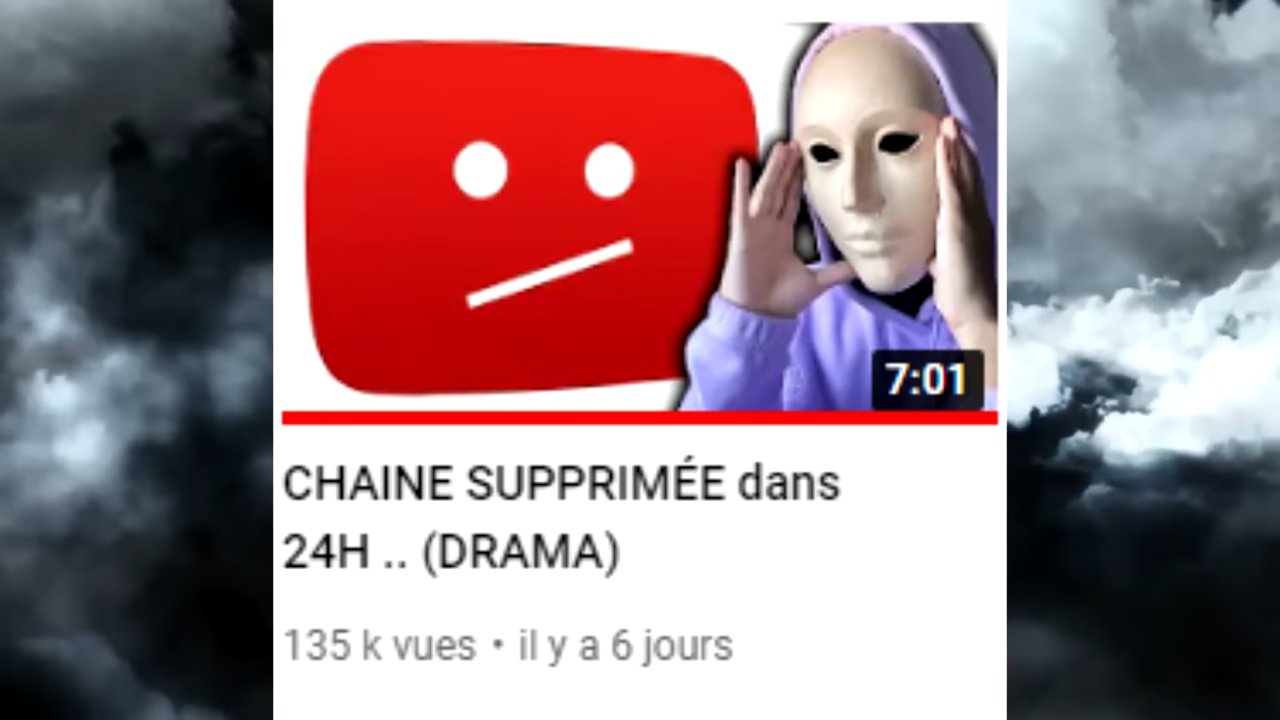 7:01
CHAINE SUPPRIMÉE dans
24H .. (DRAMA)
135 k vues • il y a 6 jours